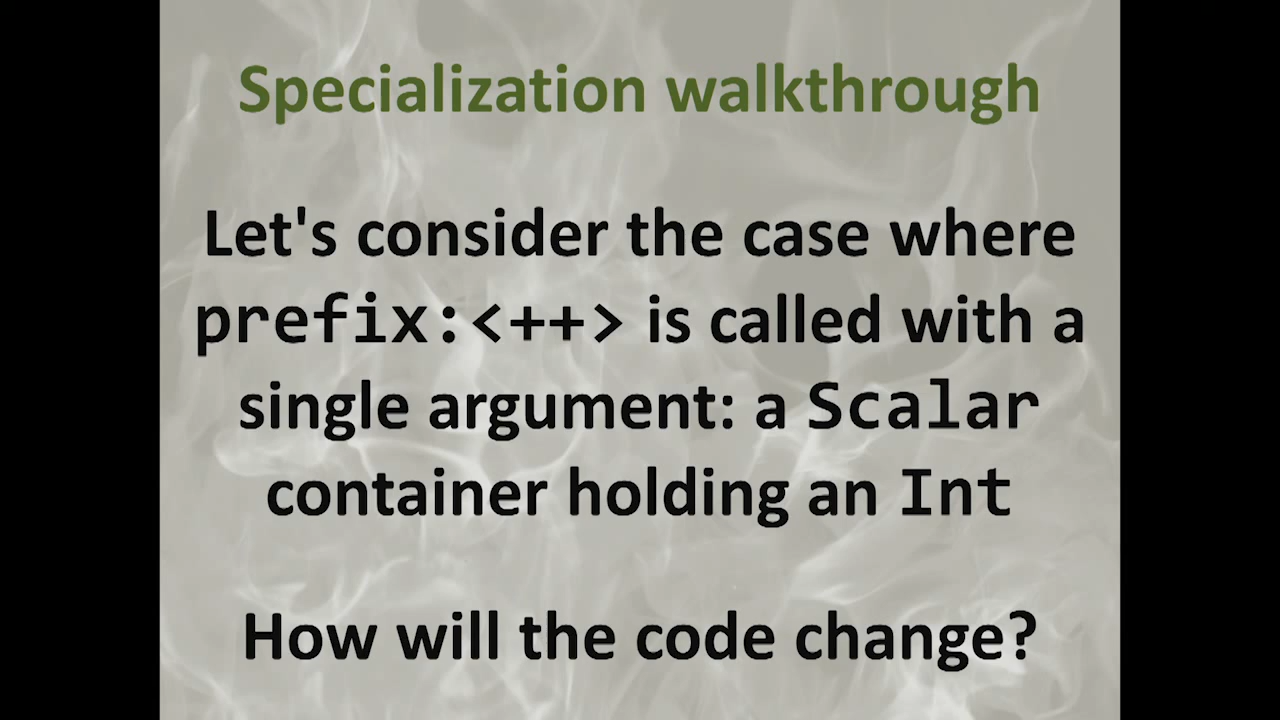 Specialization walkthrough
Let's consider the case where
prefix:<++> is called with a
single argument: a Scalar
container holding an Int
How will the code change?